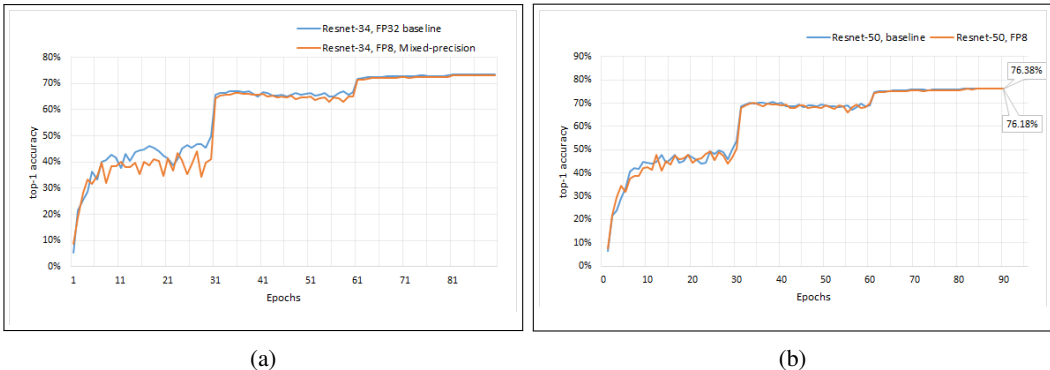 Resnet-34, FP32 baseline
Resnet-34, FP8, Mixed-precision
80%
70%
60%
50%
40%
30%
20%
10%
0%
top-1 accuracy
1 11 21 31 41 51 61 71 81
Epochs
(a)
Resnet-50, baseline Resnet-50, FP8
90%
80%
70%
60%
50%
40%
30%
20%
10%
0%
top-1 accuracy
76.38%
76.18%
0 10 20 30 40 50 60 70 80 90
Epochs
(b)